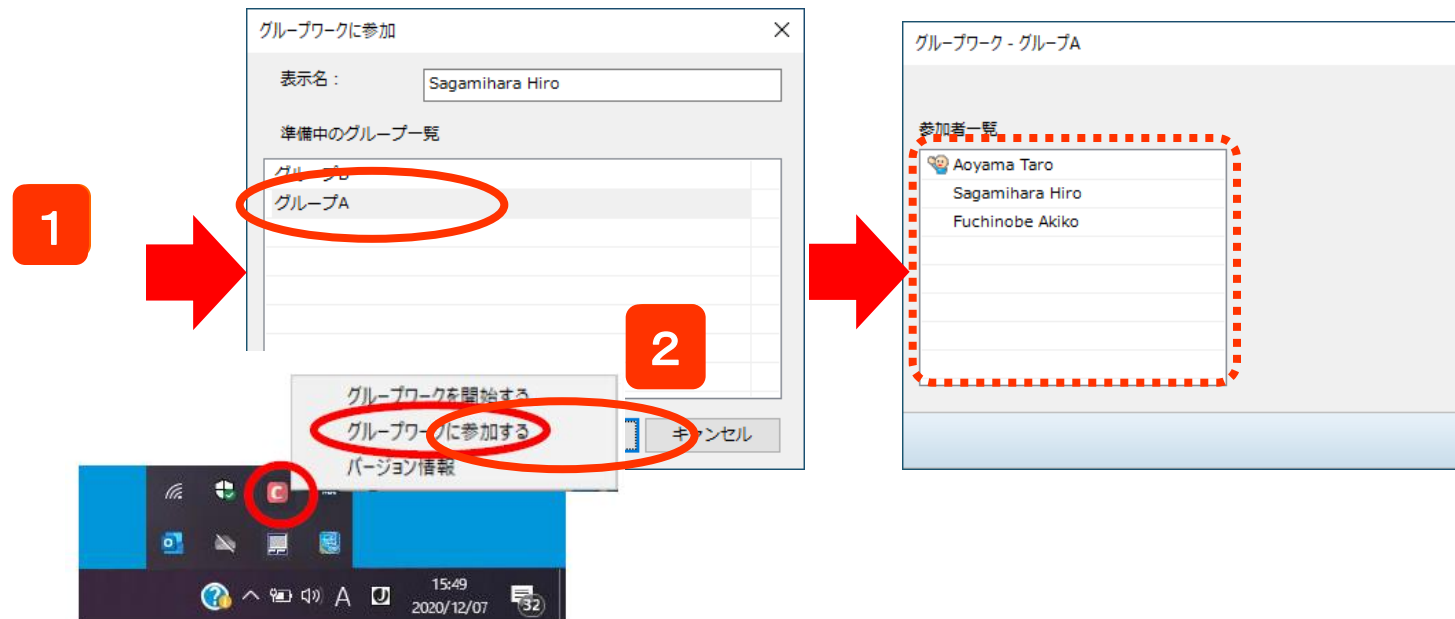 グループワークに参加
表示名：
Sagamihara Hiro
準備中のグループ一覧
グループB
グループA
1
2
キャンセル
グループワークを開始する
グループワークに参加する
バージョン情報
C
A
15:49
2020/12/07
32
グループワーク - グループA
参加者一覧
Aoyama Taro
Sagamihara Hiro
Fuchinobe Akiko